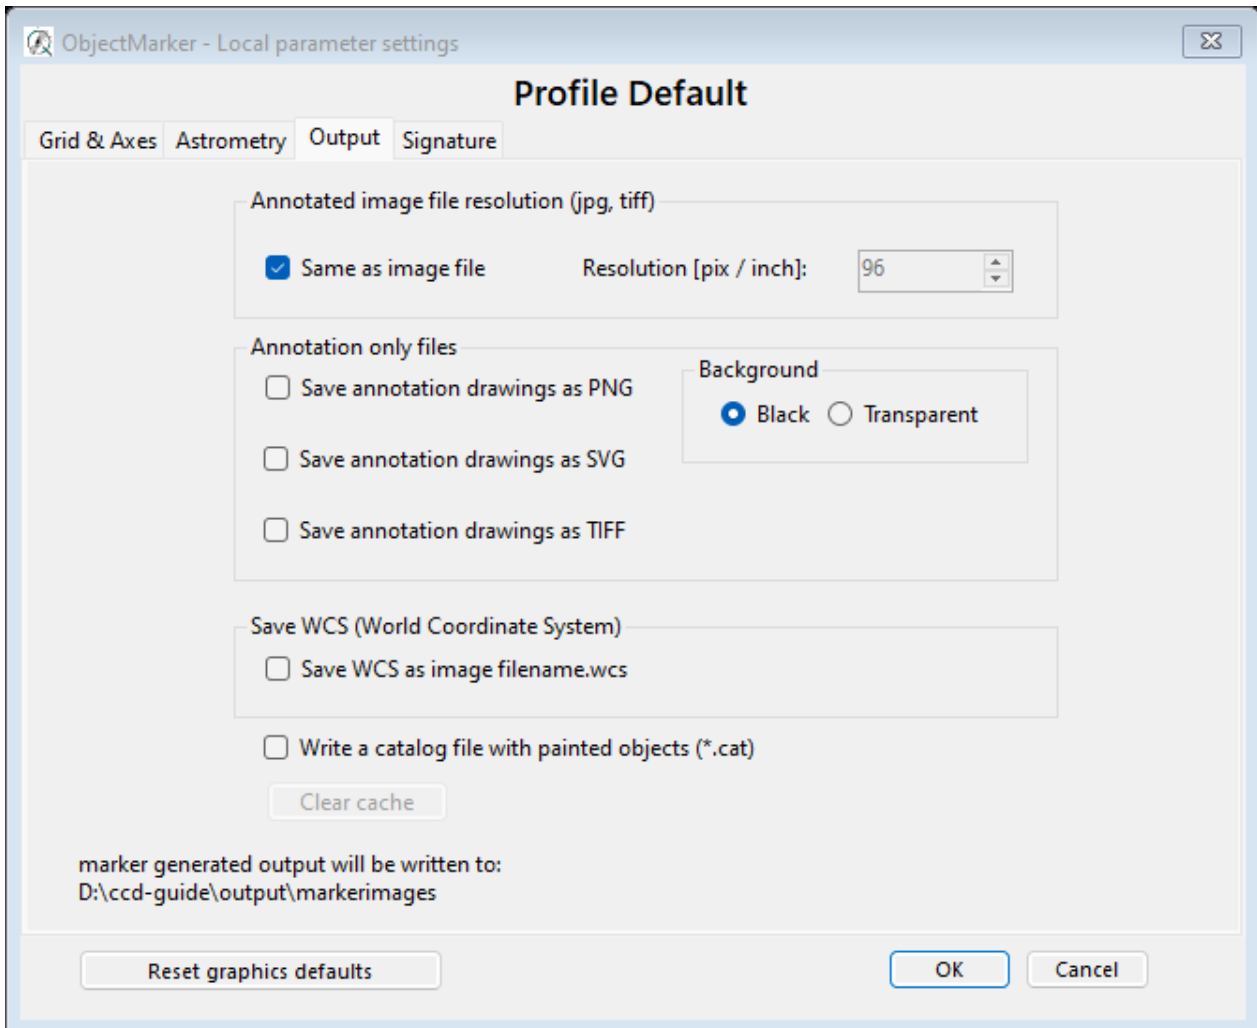 ObjectMarker - Local parameter settings
Profile Default
Grid & Axes Astrometry Output Signature
Annotated image file resolution (jpg, tiff)
Same as image file Resolution [pix / inch]: 96
Annotation only files
Background
Save annotation drawings as PNG
Black Transparent
Save annotation drawings as SVG
Save annotation drawings as TIFF
Save WCS (World Coordinate System)
Save WCS as image filename.wcs
Write a catalog file with painted objects (*.cat)
Clear cache
marker generated output will be written to:
D:\ccd-guide\output\markerimages
Reset graphics defaults OK Cancel